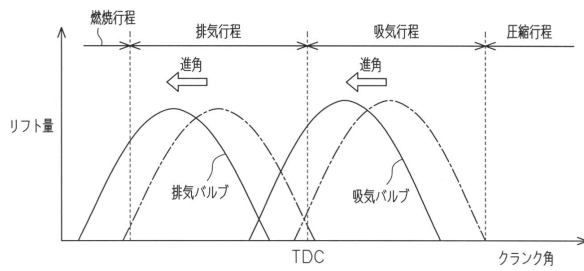 燃焼行程
排気行程
吸気行程
圧縮行程
進角
進角
リフト量
排気バルブ
吸気バルブ
TDC
クランク角